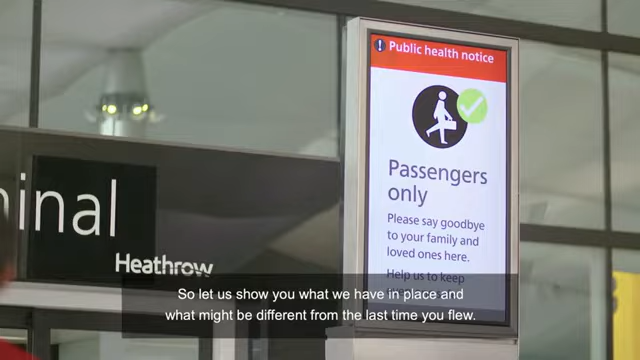 Public health notice
Passengers
only
Please say goodbye
to your family and
loved ones here.
Help us to keep
inal
Heathrow
So let us show you what we have in place and
what might be different from the last time you flew.